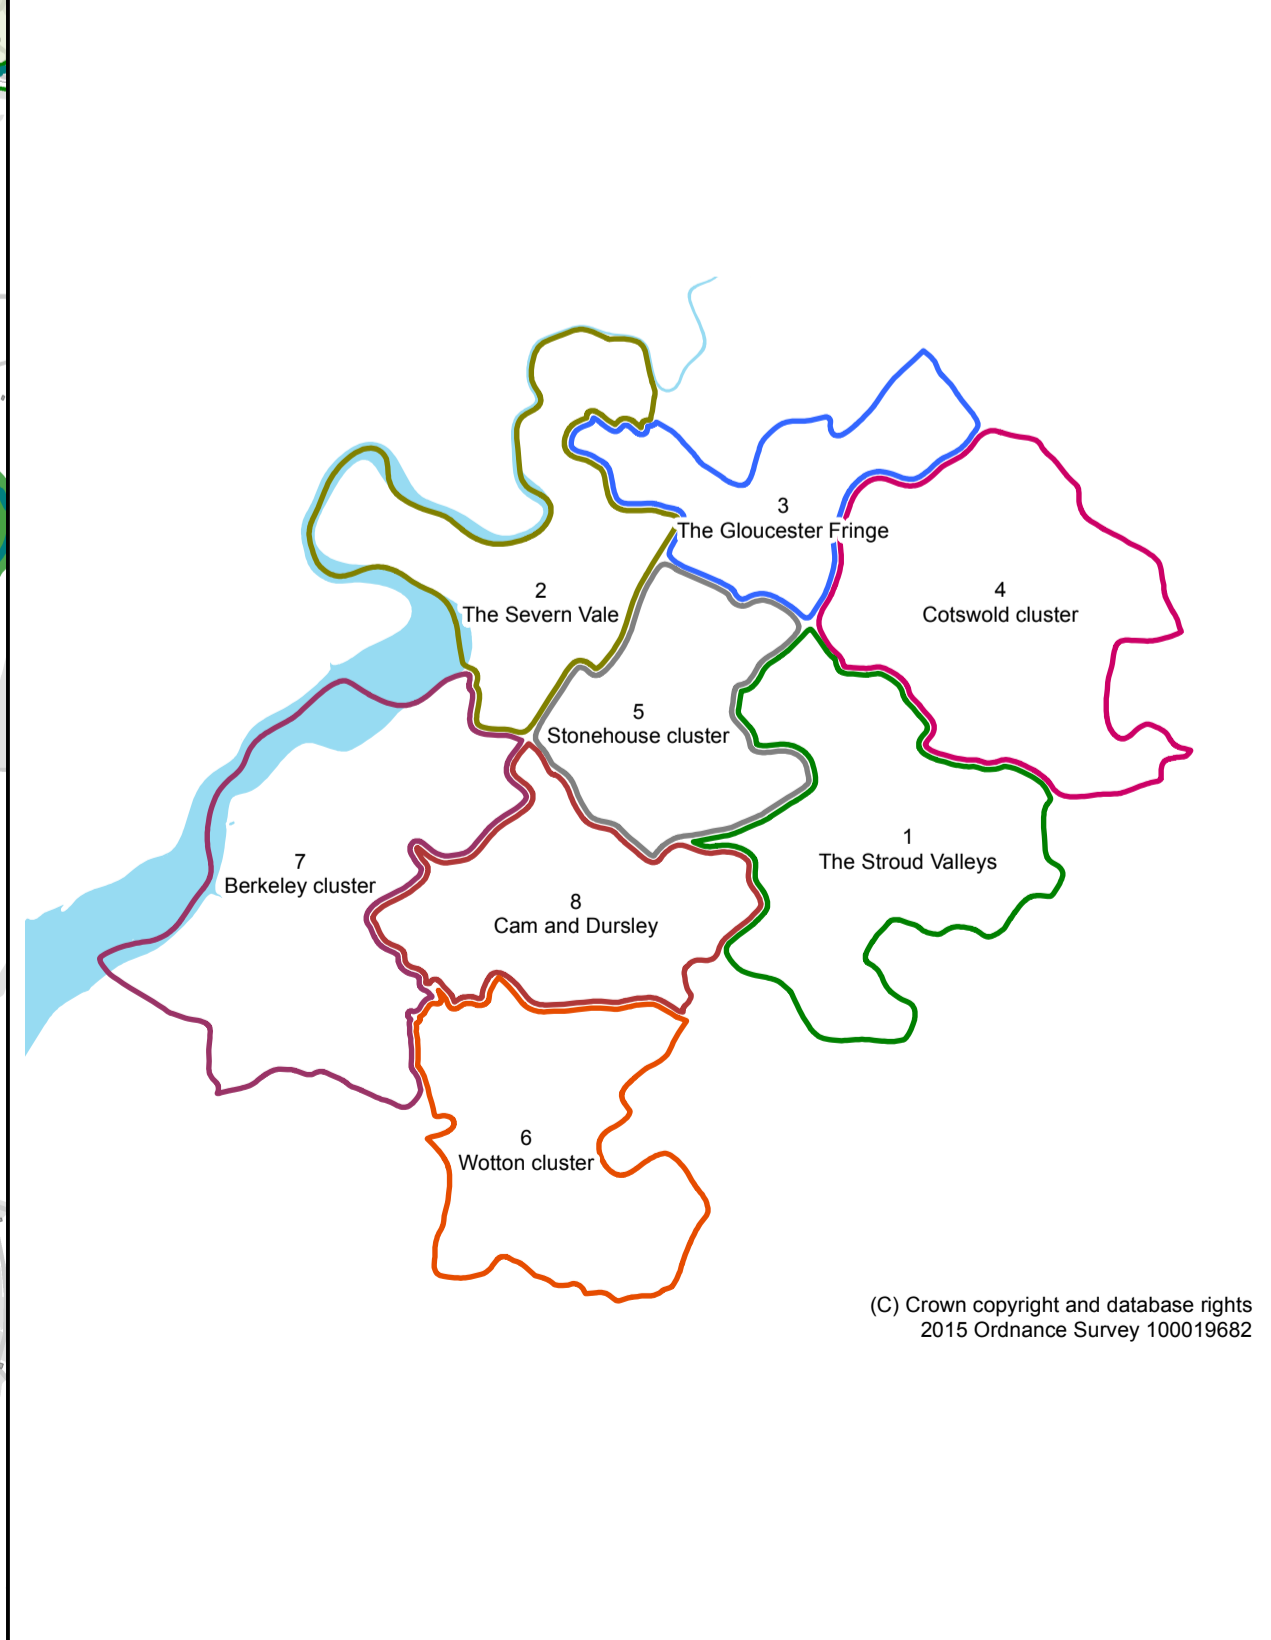 3
The Gloucester Fringe
2
The Severn Vale
4
Cotswold cluster
5
Stonehouse cluster
1
The Stroud Valleys
7
Berkeley cluster
8
Cam and Dursley
6
Wotton cluster
(C) Crown copyright and database rights
2015 Ordnance Survey 100019682